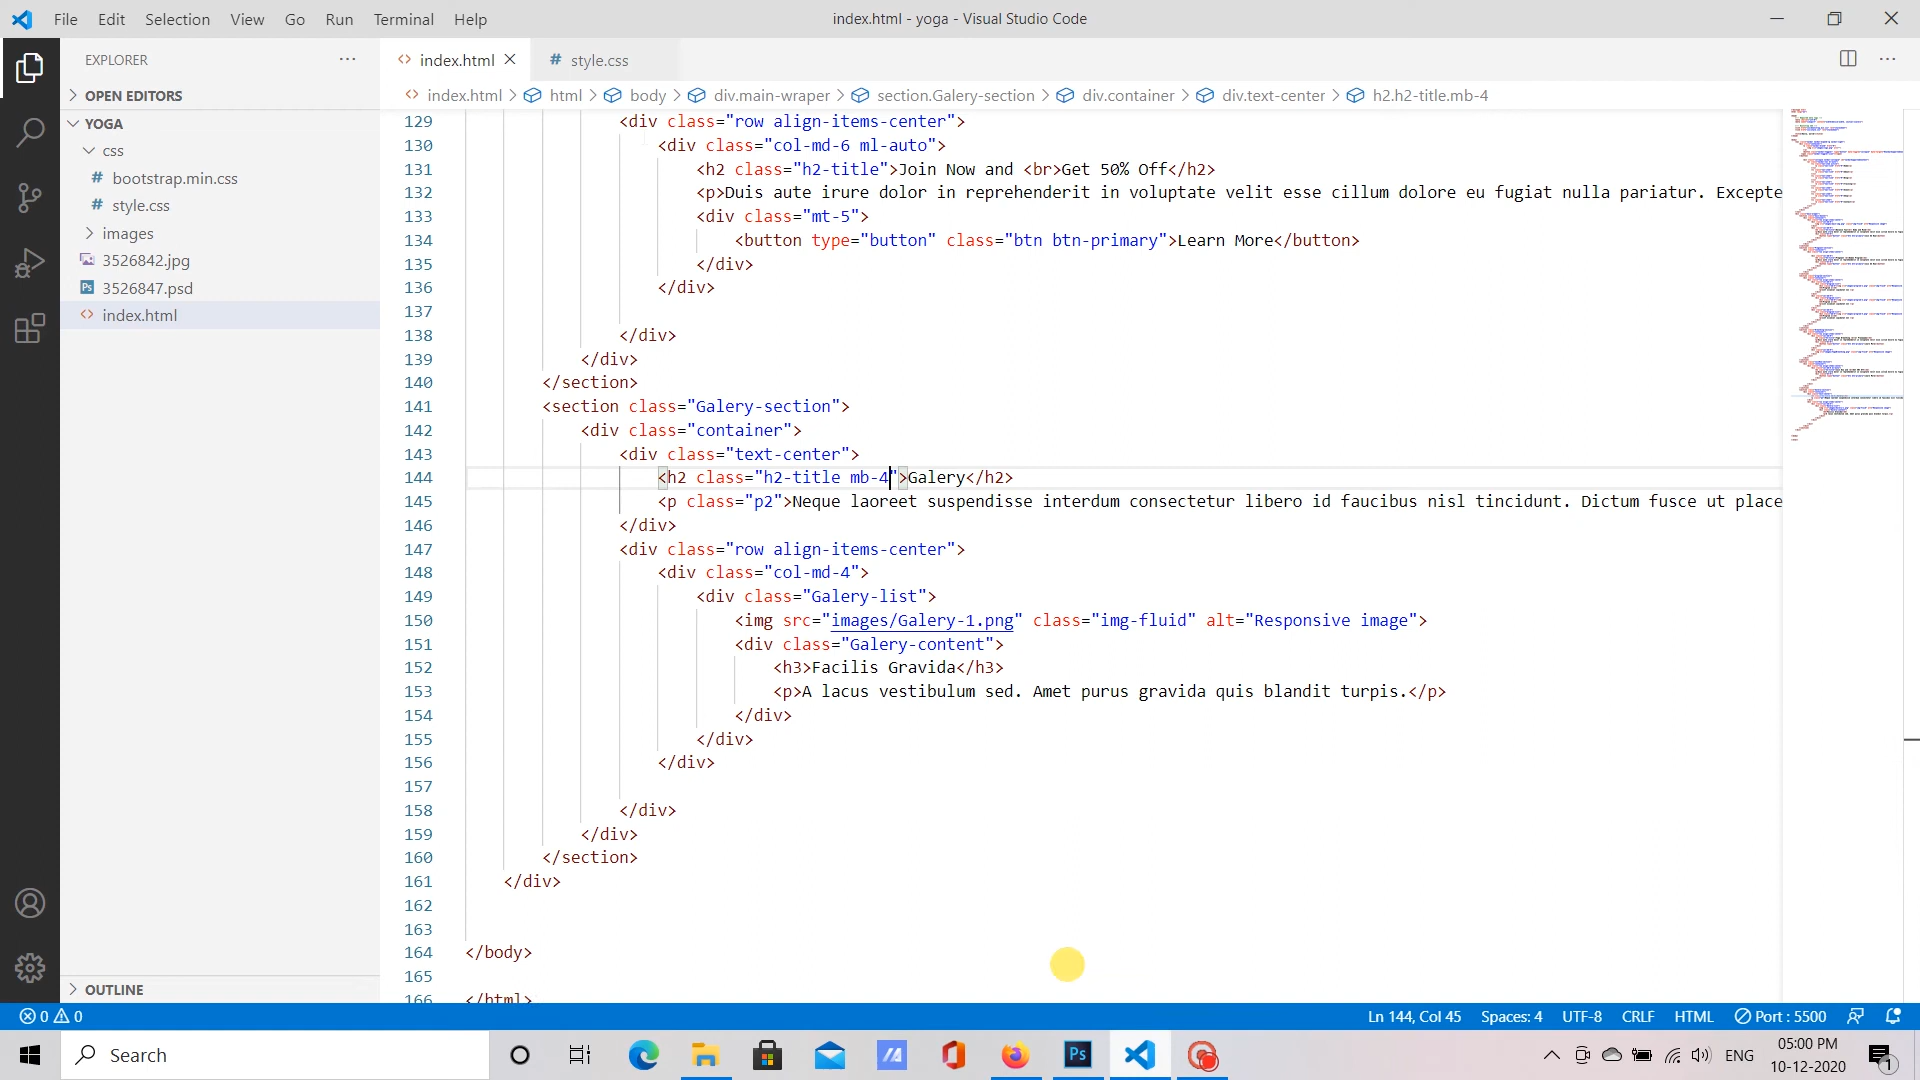 File Edit Selection View Go Run Terminal Help
index.html - yoga - Visual Studio Code
EXPLORER
index.html
style.css
OPEN EDITORS
index.html > html > body > div.main-wraper > section.Galery-section > div.container > div.text-center > h2.h2-title.mb-4
YOGA
css
bootstrap.min.css
style.css
images
3526842.jpg
3526847.psd
index.html
129 <div class="row align-items-center">
130 <div class="col-md-6 ml-auto">
131 <h2 class="h2-title">Join Now and <br>Get 50% Off</h2>
132 <p>Duis aute irure dolor in reprehenderit in voluptate velit esse cillum dolore eu fugiat nulla pariatur. Excepte
133 <div class="mt-5">
134 <button type="button" class="btn btn-primary">Learn More</button>
135 </div>
136 </div>
137
138 </div>
139 </div>
140 </section>
141 <section class="Galery-section">
142 <div class="container">
143 <div class="text-center">
144 <h2 class="h2-title mb-4">Galery</h2>
145 <p class="p2">Neque laoreet suspendisse interdum consectetur libero id faucibus nisl tincidunt. Dictum fusce ut place
146 </div>
147 <div class="row align-items-center">
148 <div class="col-md-4">
149 <div class="Galery-list">
150 <img src="images/Galery-1.png" class="img-fluid" alt="Responsive image">
151 <div class="Galery-content">
152 <h3>Facilis Gravida</h3>
153 <p>A lacus vestibulum sed. Amet purus gravida quis blandit turpis.</p>
154 </div>
155 </div>
156 </div>
157
158 </div>
159 </div>
160 </section>
161 </div>
162
163
164 </body>
165
166 </html>
OUTLINE
0 0
Ln 144, Col 45 Spaces: 4 UTF-8 CRLF HTML Port : 5500
Search
ENG
05:00 PM
10-12-2020
1